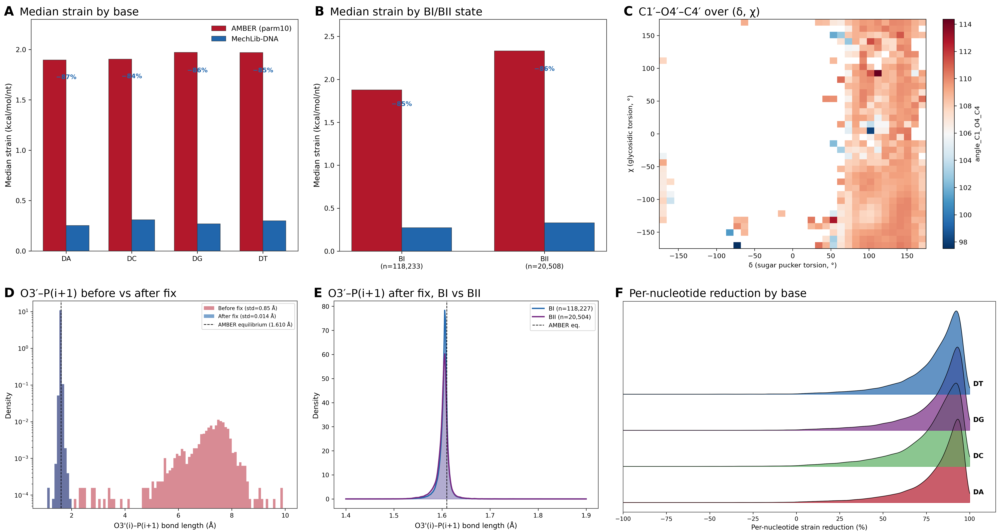 A Median strain by base
AMBER (parm10)
MechLib-DNA
Median strain (kcal/mol/nt)
2.0
1.5
1.0
0.5
0.0
−87%
−84%
−86%
−85%
DA
DC
DG
DT
B Median strain by BI/BII state
Median strain (kcal/mol/nt)
2.5
2.0
1.5
1.0
0.5
0.0
−85%
−86%
BI
(n=118,233)
BII
(n=20,508)
C C1′–O4′–C4′ over (δ, χ)
χ (glycosidic torsion, °)
150
100
50
0
−50
−100
−150
−150
−100
−50
0
50
100
150
δ (sugar pucker torsion, °)
114
112
110
108
106
104
102
100
98
angle_C1_O4_C4
D O3′–P(i+1) before vs after fix
Before fix (std=0.85 Å)
After fix (std=0.014 Å)
AMBER equilibrium (1.610 Å)
Density
10¹
10⁰
10⁻¹
10⁻²
10⁻³
10⁻⁴
2
4
6
8
10
O3'(i)–P(i+1) bond length (Å)
E O3′–P(i+1) after fix, BI vs BII
BI (n=118,227)
BII (n=20,504)
AMBER eq.
Density
80
70
60
50
40
30
20
10
0
1.4
1.5
1.6
1.7
1.8
1.9
O3'(i)–P(i+1) bond length (Å)
F Per-nucleotide reduction by base
DT
DG
DC
DA
−100
−75
−50
−25
0
25
50
75
100
Per-nucleotide strain reduction (%)